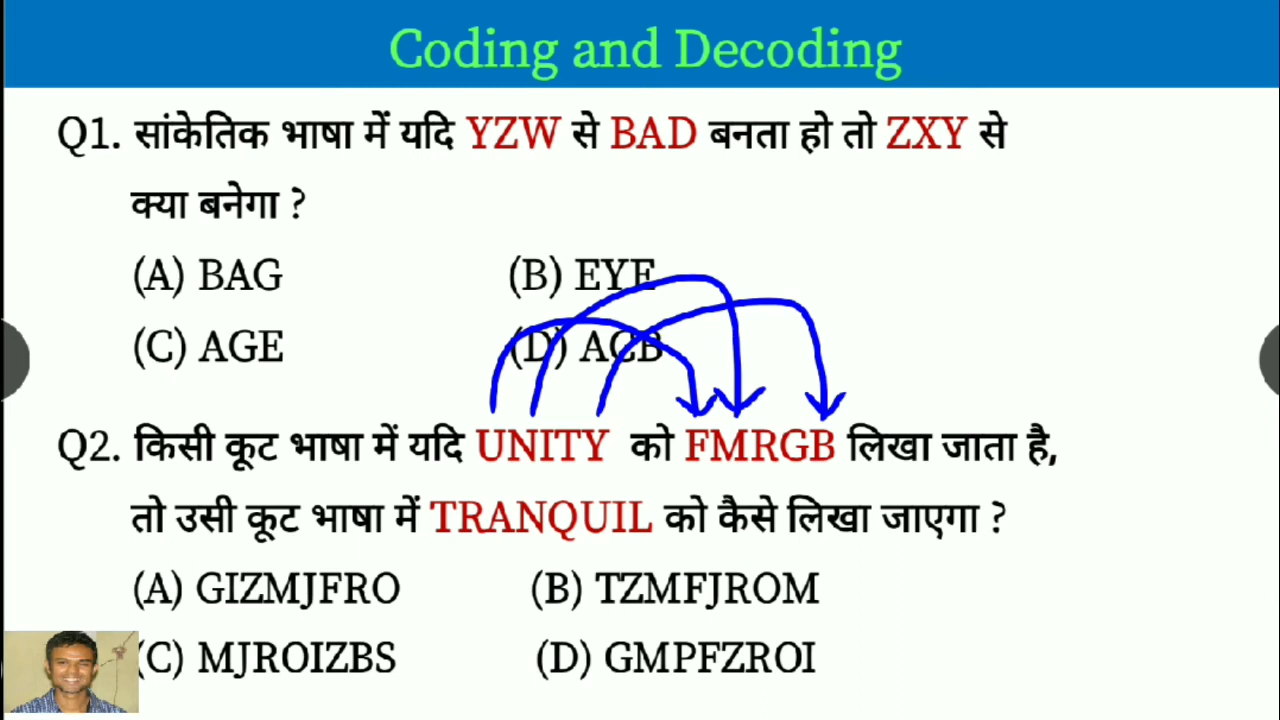 Coding and Decoding
Q1. सांकेतिक भाषा में यदि YZW से BAD बनता हो तो ZXY से
क्या बनेगा ?
(A) BAG (B) EYE
(C) AGE (D) ACB
Q2. किसी कूट भाषा में यदि UNITY को FMRGB लिखा जाता है,
तो उसी कूट भाषा में TRANQUIL को कैसे लिखा जाएगा ?
(A) GIZMJFRO (B) TZMFJROM
(C) MJROIZBS (D) GMPFZROI